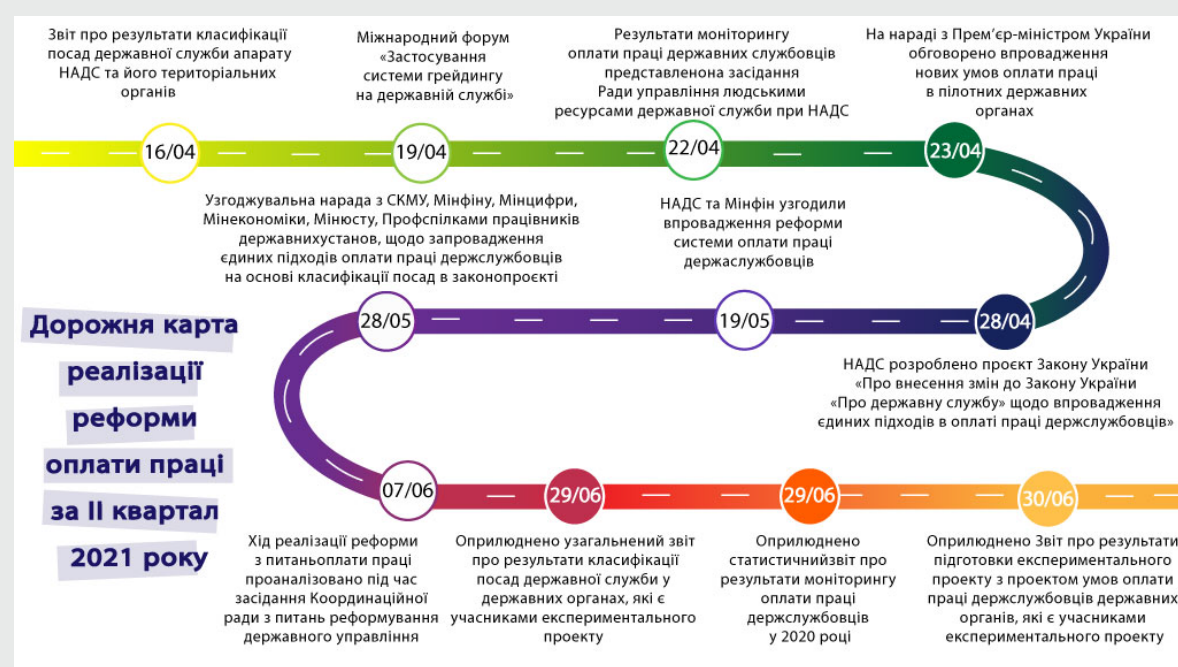 Звіт про результати класифікації
посад державної служби апарату
НАДС та його територіальних
органів
16/04
Міжнародний форум
«Застосування
системи грейдингу
на державній службі»
19/04
Результати моніторингу
оплати праці державних службовців
представленона засідання
Ради управління людськими
ресурсами державної служби при НАДС
22/04
На нараді з Прем’єр-міністром України
обговорено впровадження
нових умов оплати праці
в пілотних державних
органах
23/04
28/04
НАДС розроблено проєкт Закону України
«Про внесення змін до Закону України
«Про державну службу» щодо впровадження
єдиних підходів в оплаті праці держслужбовців»
НАДС та Мінфін узгодили
впровадження реформи
системи оплати праці
держаслужбовців
19/05
Узгоджувальна нарада з СКМУ, Мінфіну, Мінцифри,
Мінекономіки, Мінюсту, Профспілками працівників
державнихустанов, щодо запровадження
єдиних підходів оплати праці держслужбовців
на основі класифікації посад в законопроєкті
28/05
Дорожня карта
реалізації
реформи
оплати праці
за II квартал
2021 року
07/06
Хід реалізації реформи
з питаньоплати праці
проаналізовано під час
засідання Координаційної
ради з питань реформування
державного управління
29/06
Оприлюднено узагальнений звіт
про результати класифікації
посад державної служби у
державних органах, які є
учасниками експериментального
проекту
29/06
Оприлюднено
статистичнийзвіт про
результати моніторингу
оплати праці
держслужбовців
у 2020 році
30/06
Оприлюднено Звіт про результати
підготовки експериментального
проекту з проектом умов оплати
праці держслужбовців державних
органів, які є учасниками
експериментального проекту